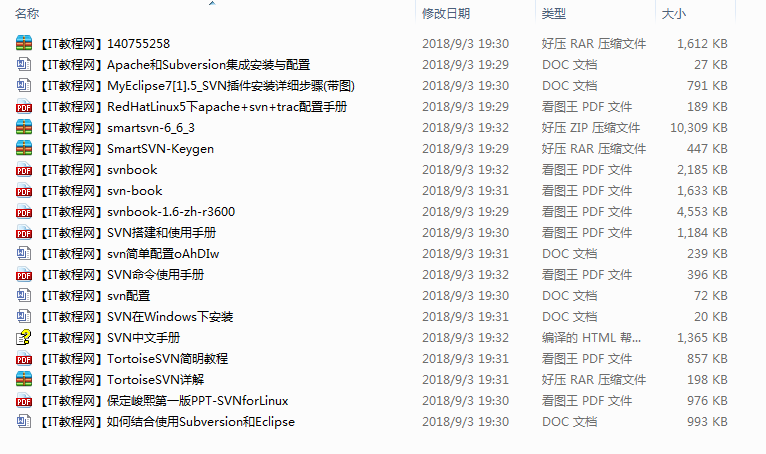 名称 修改日期 类型 大小
【IT教程网】140755258 2018/9/3 19:30 好压 RAR 压缩文件 1,612 KB
【IT教程网】Apache和Subversion集成安装与配置 2018/9/3 19:29 DOC 文档 27 KB
【IT教程网】MyEclipse7[1].5_SVN插件安装详细步骤(带图) 2018/9/3 19:30 DOC 文档 791 KB
【IT教程网】RedHatLinux5下apache+svn+trac配置手册 2018/9/3 19:29 看图王 PDF 文件 189 KB
【IT教程网】smartsvn-6_6_3 2018/9/3 19:32 好压 ZIP 压缩文件 10,309 KB
【IT教程网】SmartSVN-Keygen 2018/9/3 19:29 好压 RAR 压缩文件 447 KB
【IT教程网】svnbook 2018/9/3 19:32 看图王 PDF 文件 2,185 KB
【IT教程网】svn-book 2018/9/3 19:31 看图王 PDF 文件 1,633 KB
【IT教程网】svnbook-1.6-zh-r3600 2018/9/3 19:29 看图王 PDF 文件 4,553 KB
【IT教程网】SVN搭建和使用手册 2018/9/3 19:30 看图王 PDF 文件 1,184 KB
【IT教程网】svn简单配置oAhDIw 2018/9/3 19:31 DOC 文档 239 KB
【IT教程网】SVN命令使用手册 2018/9/3 19:32 看图王 PDF 文件 396 KB
【IT教程网】svn配置 2018/9/3 19:30 DOC 文档 72 KB
【IT教程网】SVN在Windows下安装 2018/9/3 19:31 DOC 文档 20 KB
【IT教程网】SVN中文手册 2018/9/3 19:32 编译的 HTML 帮... 1,365 KB
【IT教程网】TortoiseSVN简明教程 2018/9/3 19:31 看图王 PDF 文件 857 KB
【IT教程网】TortoiseSVN详解 2018/9/3 19:31 好压 RAR 压缩文件 198 KB
【IT教程网】保定峻熙第一版PPT-SVNforLinux 2018/9/3 19:30 看图王 PDF 文件 976 KB
【IT教程网】如何结合使用Subversion和Eclipse 2018/9/3 19:30 DOC 文档 993 KB